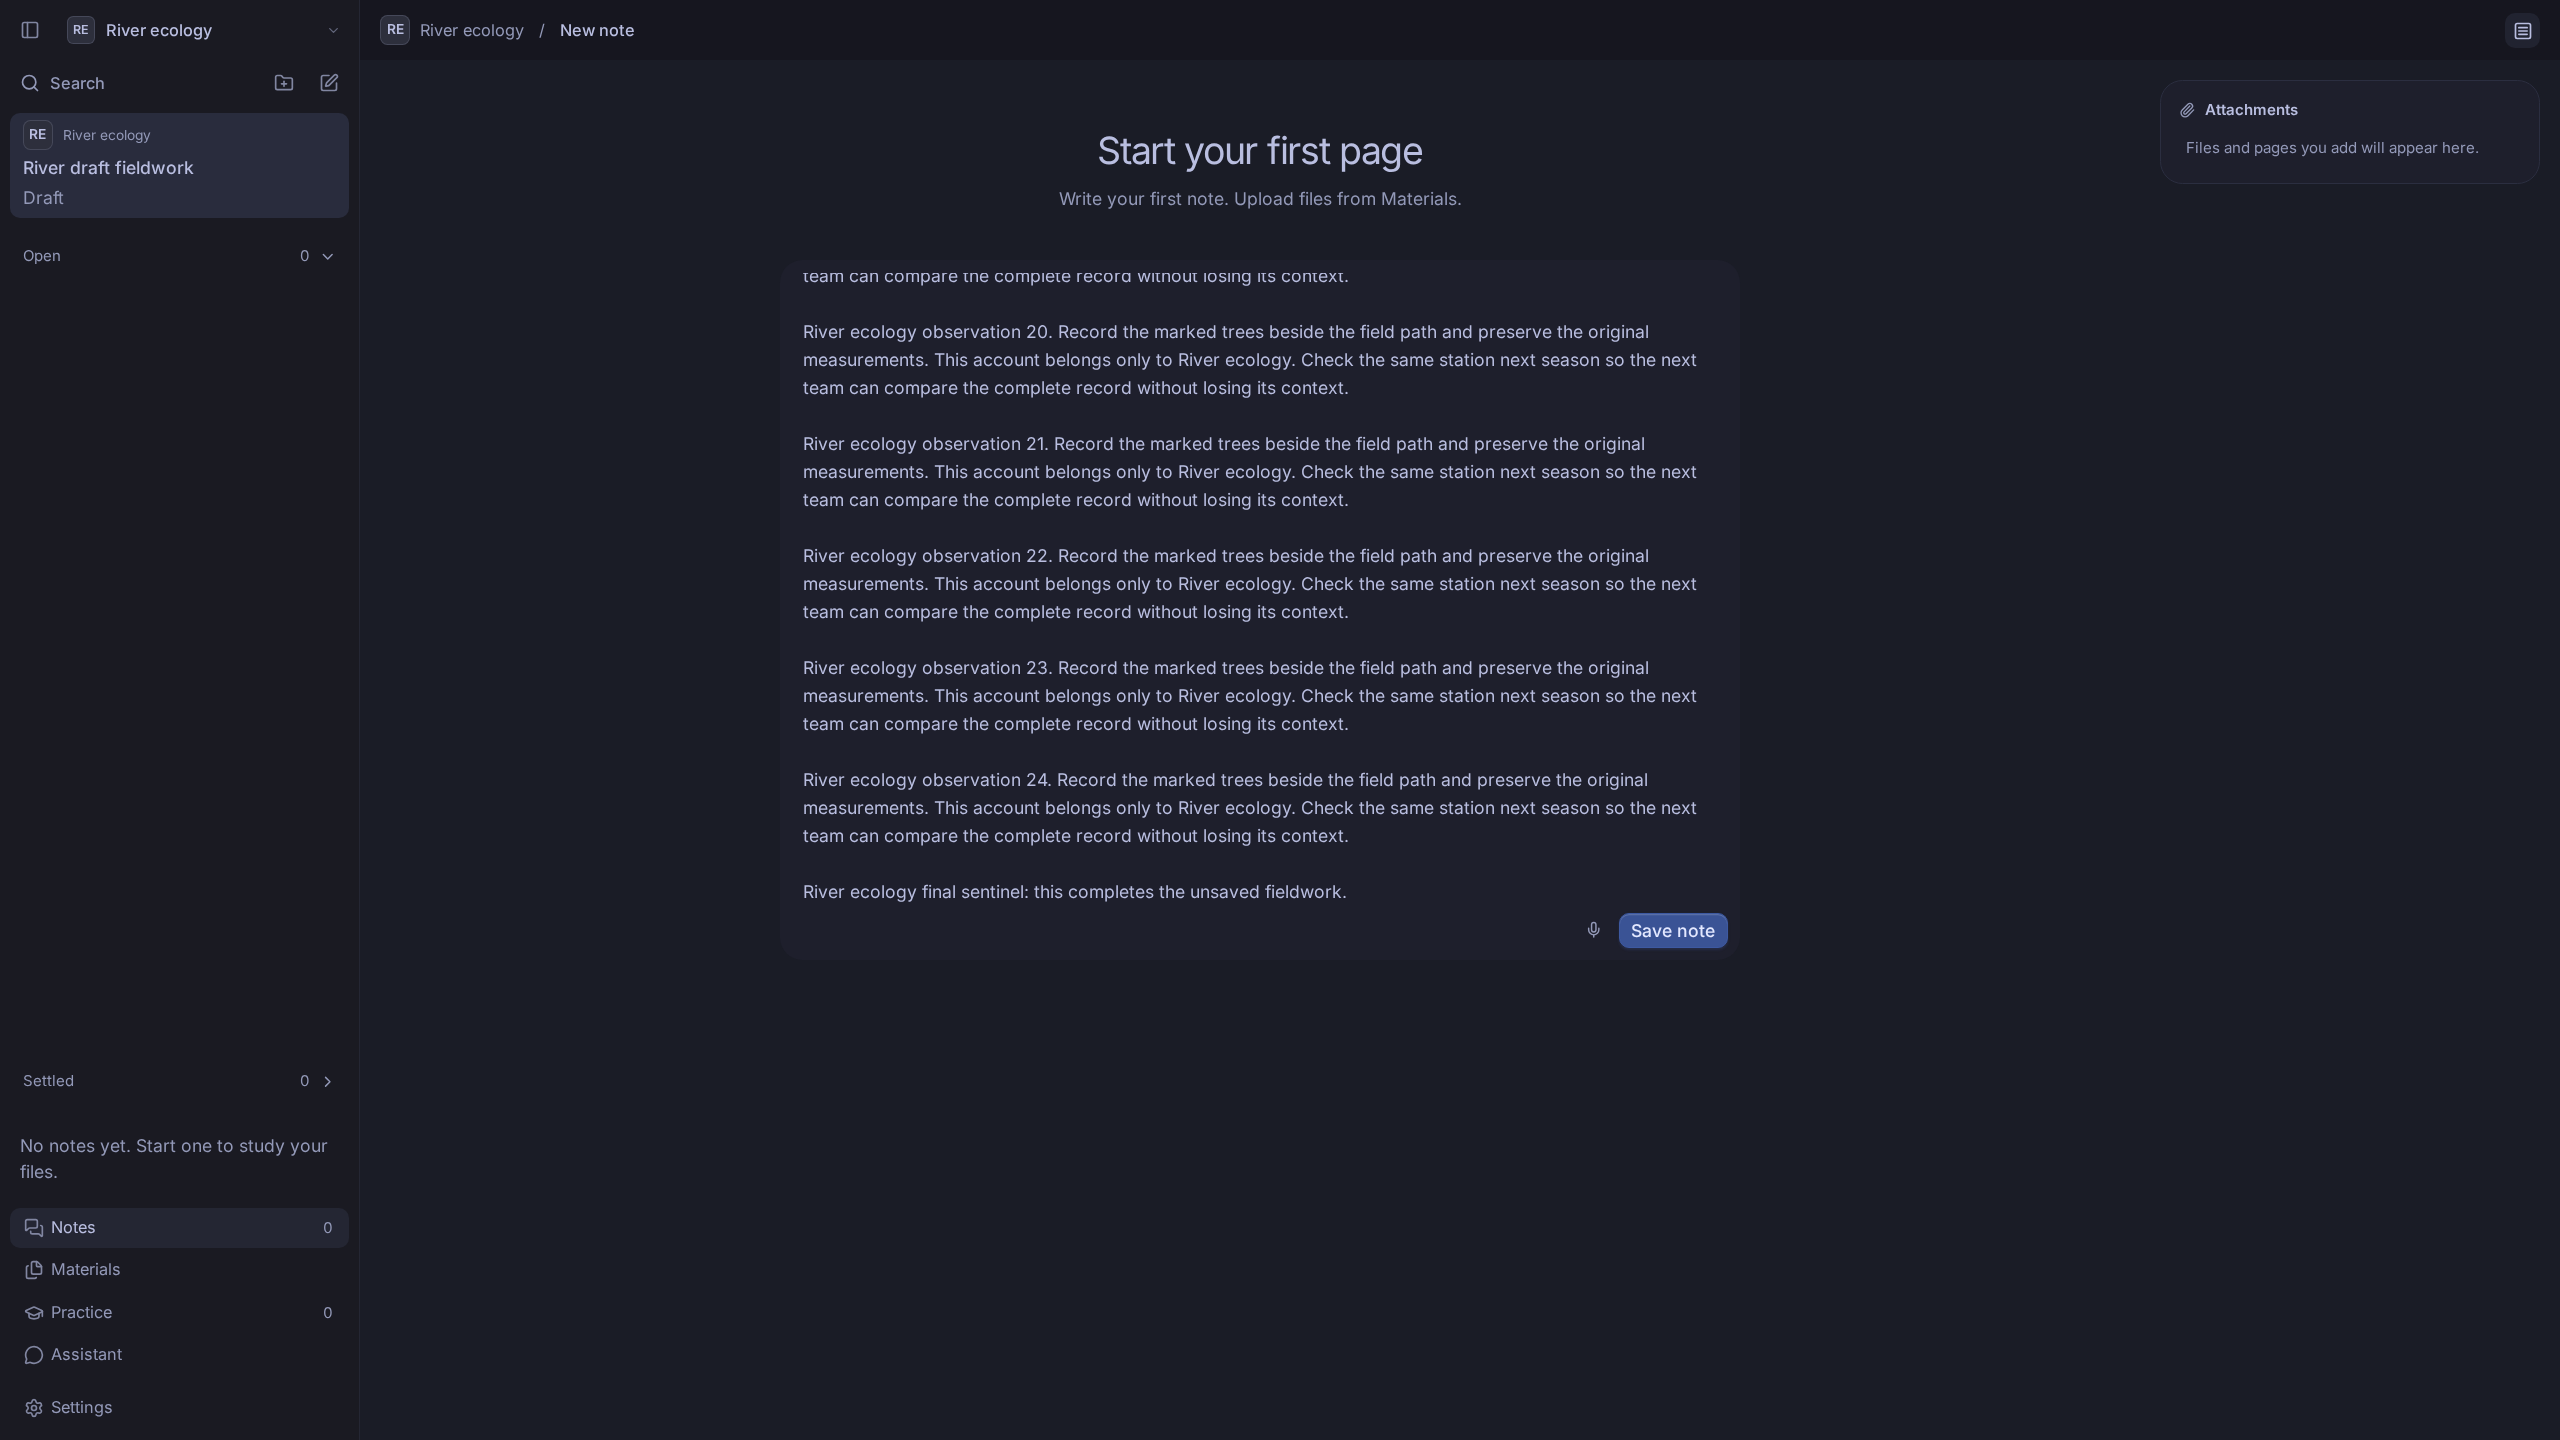 RE River ecology
Search
RE River ecology
River draft fieldwork
Draft
Open 0
Settled 0
No notes yet. Start one to study your
files.
Notes 0
Materials
Practice 0
Assistant
Settings
RE River ecology / New note
Start your first page
Write your first note. Upload files from Materials.
team can compare the complete record without losing its context.
River ecology observation 20. Record the marked trees beside the field path and preserve the original
measurements. This account belongs only to River ecology. Check the same station next season so the next
team can compare the complete record without losing its context.
River ecology observation 21. Record the marked trees beside the field path and preserve the original
measurements. This account belongs only to River ecology. Check the same station next season so the next
team can compare the complete record without losing its context.
River ecology observation 22. Record the marked trees beside the field path and preserve the original
measurements. This account belongs only to River ecology. Check the same station next season so the next
team can compare the complete record without losing its context.
River ecology observation 23. Record the marked trees beside the field path and preserve the original
measurements. This account belongs only to River ecology. Check the same station next season so the next
team can compare the complete record without losing its context.
River ecology observation 24. Record the marked trees beside the field path and preserve the original
measurements. This account belongs only to River ecology. Check the same station next season so the next
team can compare the complete record without losing its context.
River ecology final sentinel: this completes the unsaved fieldwork.
Save note
Attachments
Files and pages you add will appear here.